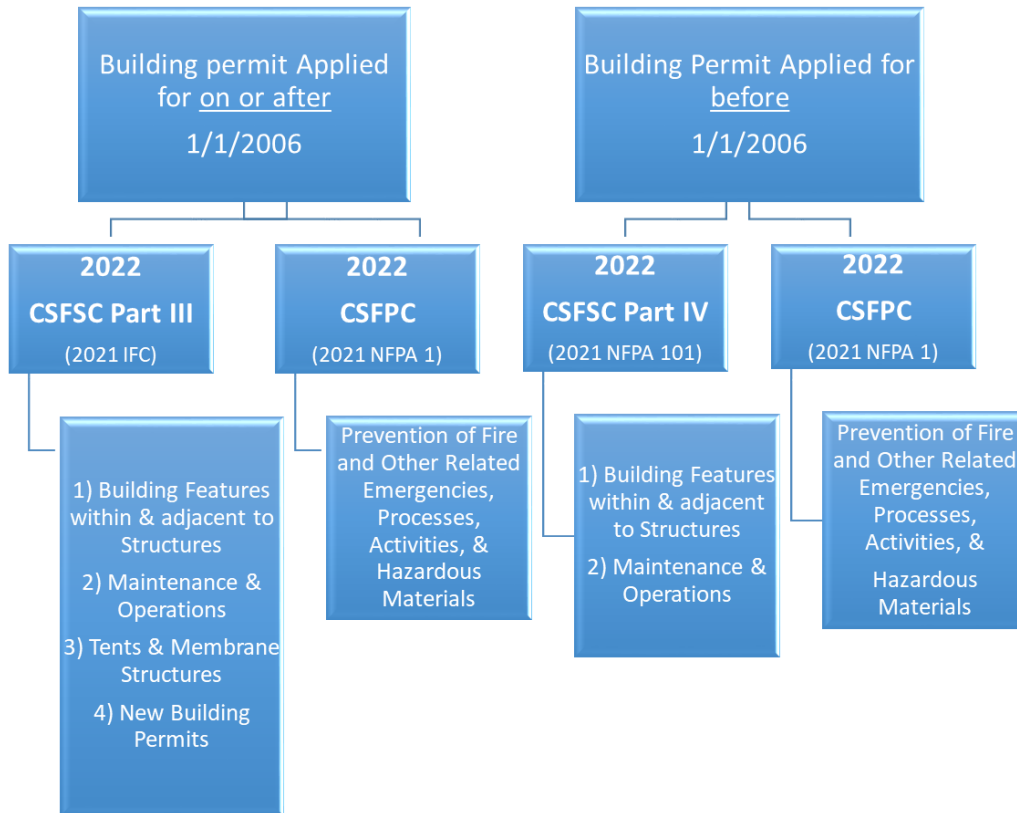 Building permit Applied
for on or after
1/1/2006
Building Permit Applied for
before
1/1/2006
2022
CSFSC Part III
(2021 IFC)
2022
CSFPC
(2021 NFPA 1)
2022
CSFSC Part IV
(2021 NFPA 101)
2022
CSFPC
(2021 NFPA 1)
1) Building Features
within & adjacent to
Structures
2) Maintenance &
Operations
3) Tents & Membrane
Structures
4) New Building
Permits
Prevention of Fire
and Other Related
Emergencies,
Processes,
Activities, &
Hazardous
Materials
1) Building Features
within & adjacent
to Structures
2) Maintenance &
Operations
Prevention of Fire
and Other Related
Emergencies,
Processes,
Activities, &
Hazardous
Materials